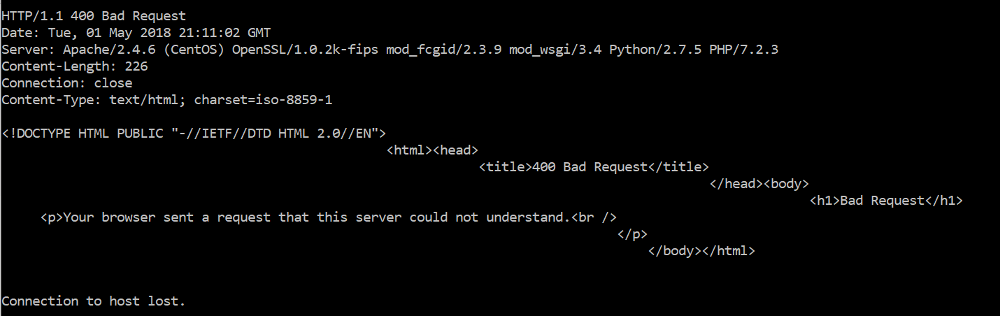 HTTP/1.1 400 Bad Request
Date: Tue, 01 May 2018 21:11:02 GMT
Server: Apache/2.4.6 (CentOS) OpenSSL/1.0.2k-fips mod_fcgid/2.3.9 mod_wsgi/3.4 Python/2.7.5 PHP/7.2.3
Content-Length: 226
Connection: close
Content-Type: text/html; charset=iso-8859-1
<!DOCTYPE HTML PUBLIC "-//IETF//DTD HTML 2.0//EN">
<html><head>
<title>400 Bad Request</title>
</head><body>
<h1>Bad Request</h1>
<p>Your browser sent a request that this server could not understand.<br />
</p>
</body></html>
Connection to host lost.